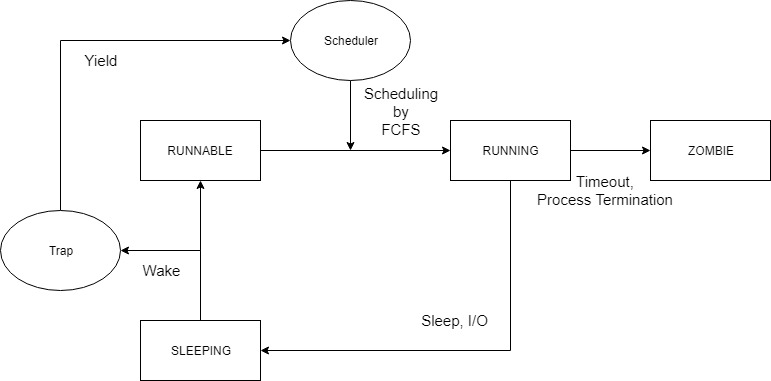 Scheduler
Yield
Scheduling
by
FCFS
RUNNABLE
RUNNING
ZOMBIE
Timeout,
Process Termination
Trap
Wake
Sleep, I/O
SLEEPING